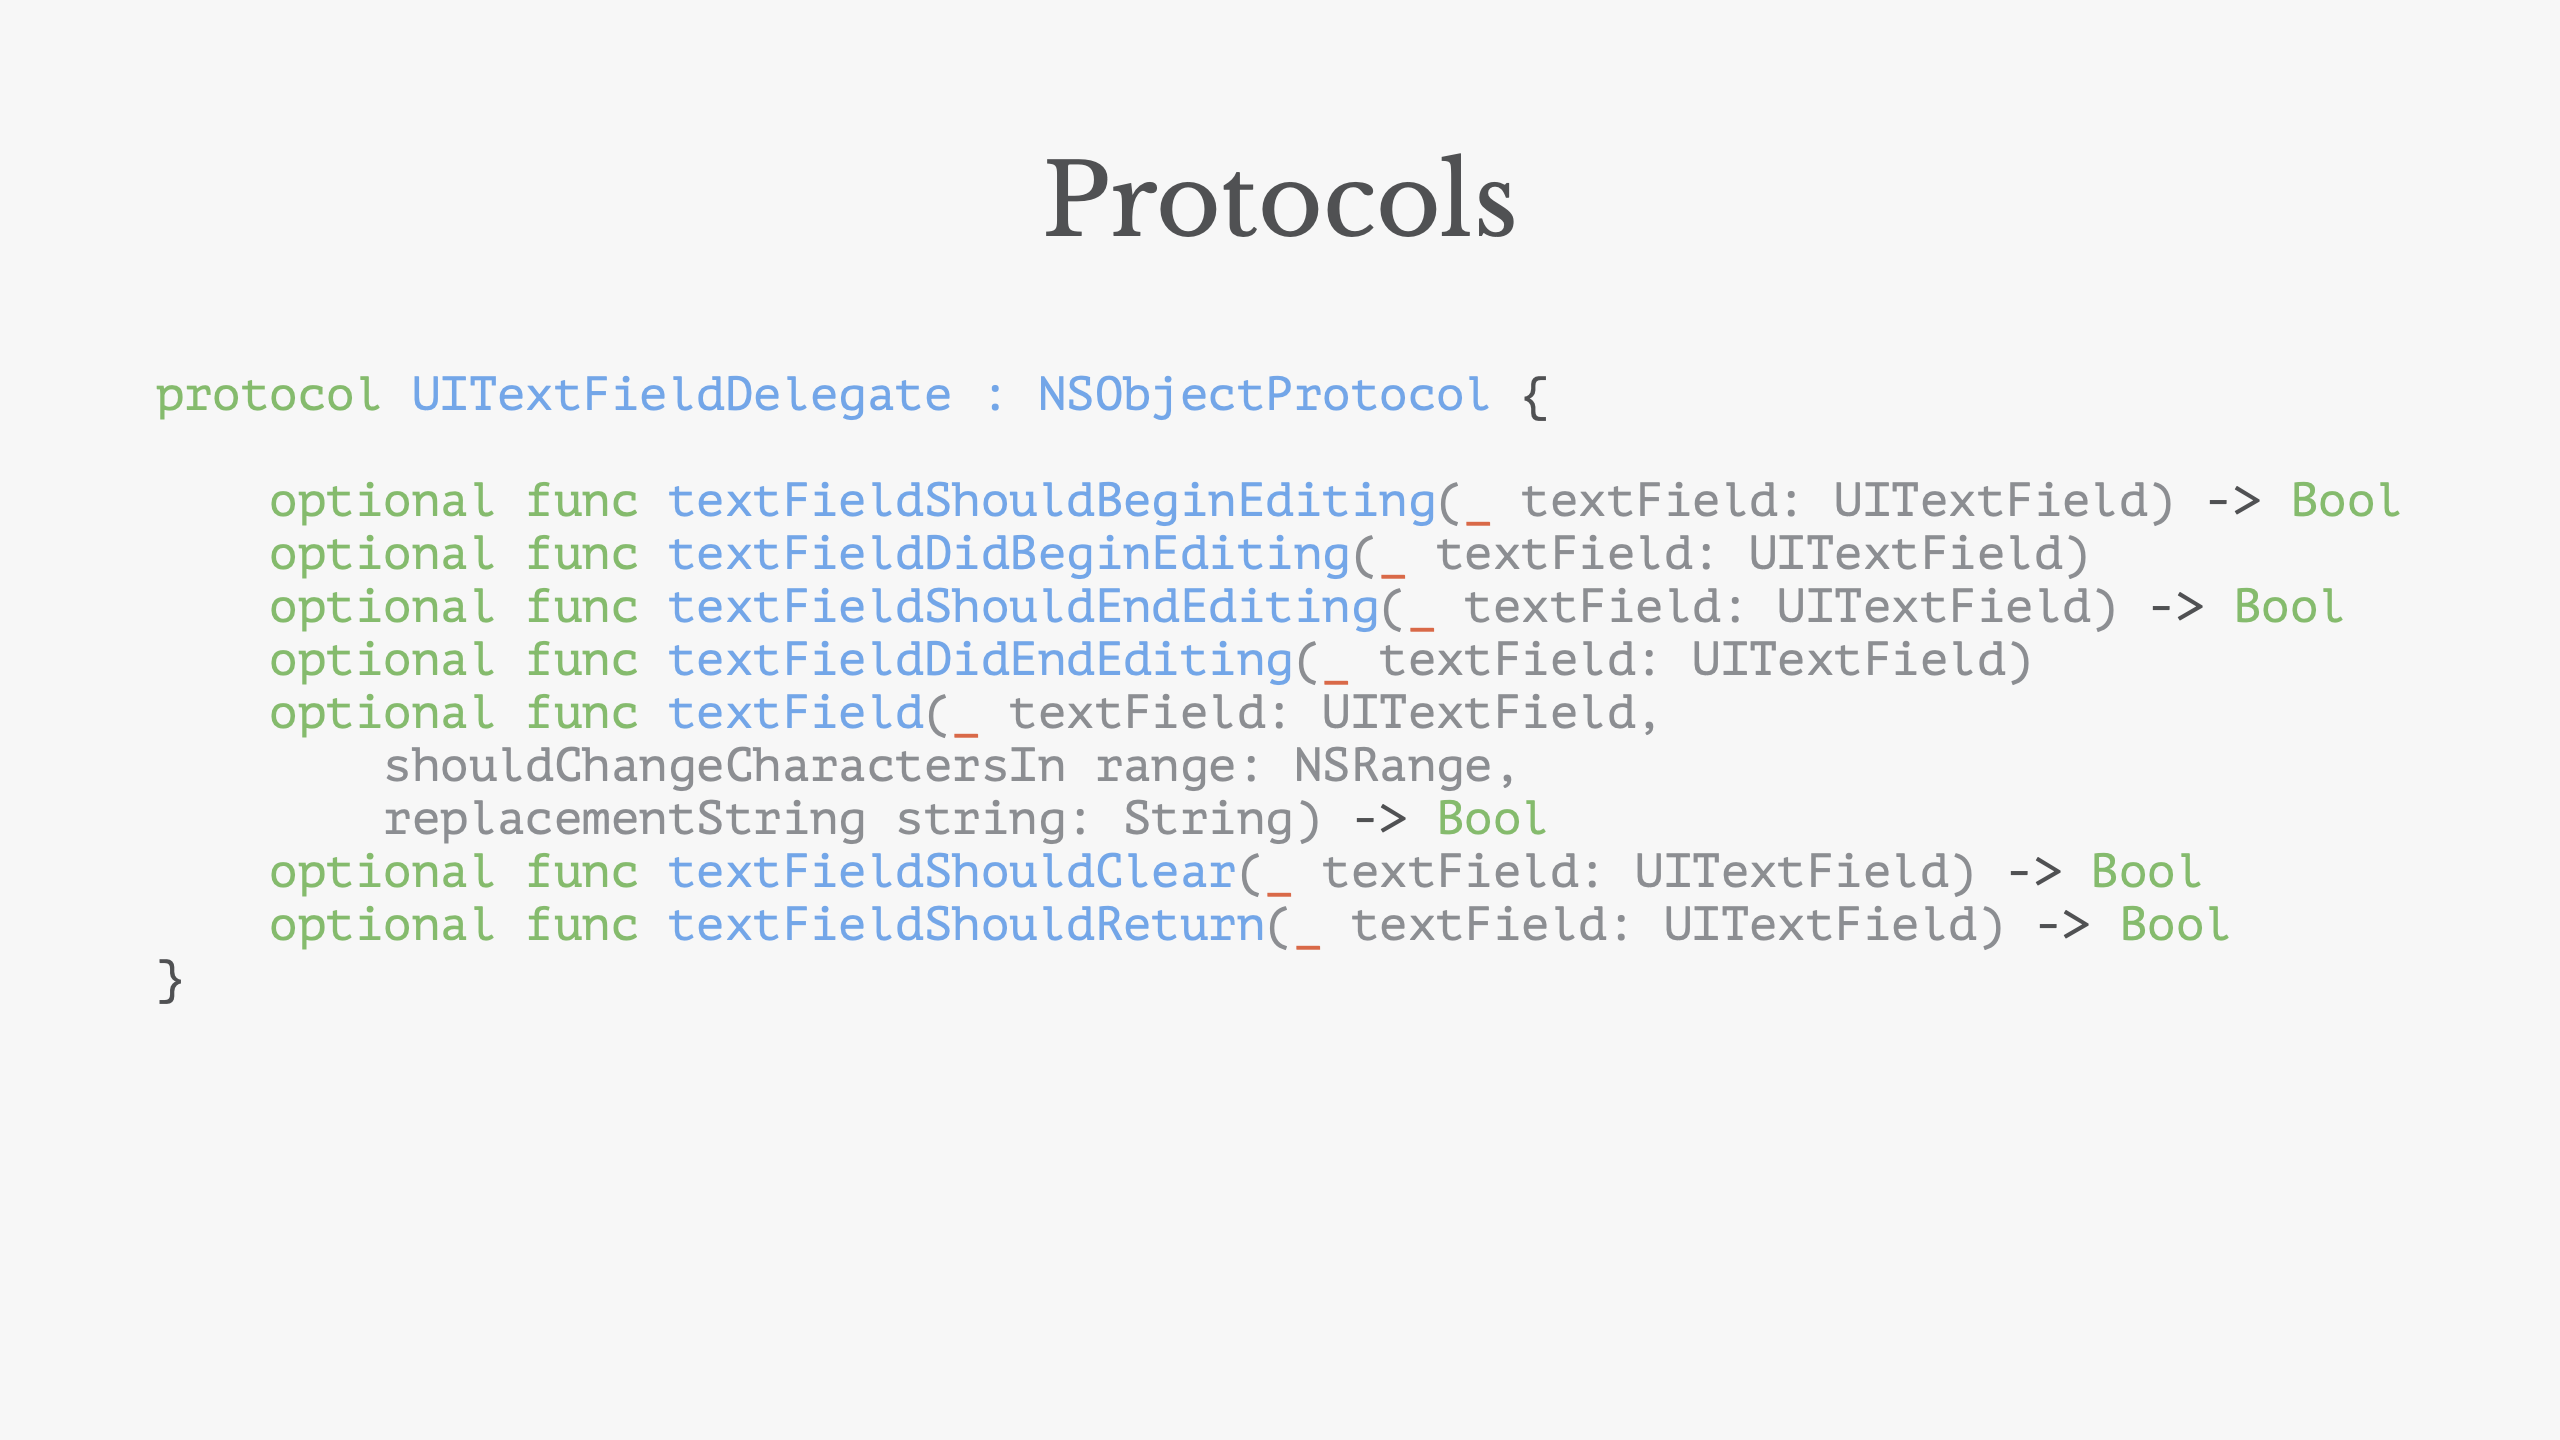 Protocols
protocol UITextFieldDelegate : NSObjectProtocol {
optional func textFieldShouldBeginEditing(_ textField: UITextField) -> Bool
optional func textFieldDidBeginEditing(_ textField: UITextField)
optional func textFieldShouldEndEditing(_ textField: UITextField) -> Bool
optional func textFieldDidEndEditing(_ textField: UITextField)
optional func textField(_ textField: UITextField,
shouldChangeCharactersIn range: NSRange,
replacementString string: String) -> Bool
optional func textFieldShouldClear(_ textField: UITextField) -> Bool
optional func textFieldShouldReturn(_ textField: UITextField) -> Bool
}